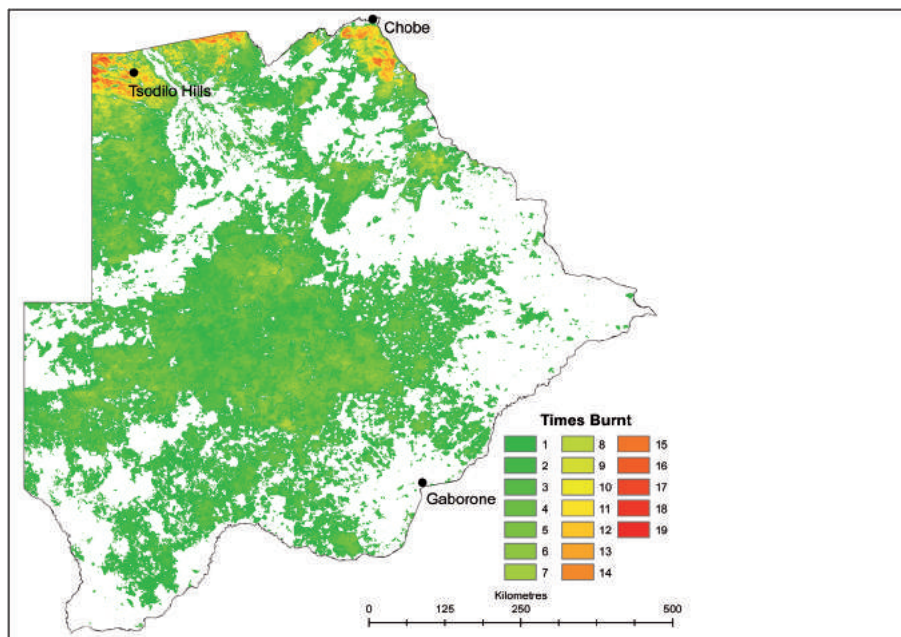 Chobe
Tsodilo Hills
Gaborone
Times Burnt
1 8 15
2 9 16
3 10 17
4 11 18
5 12 19
6 13
7 14
Kilometres
0 125 250 500